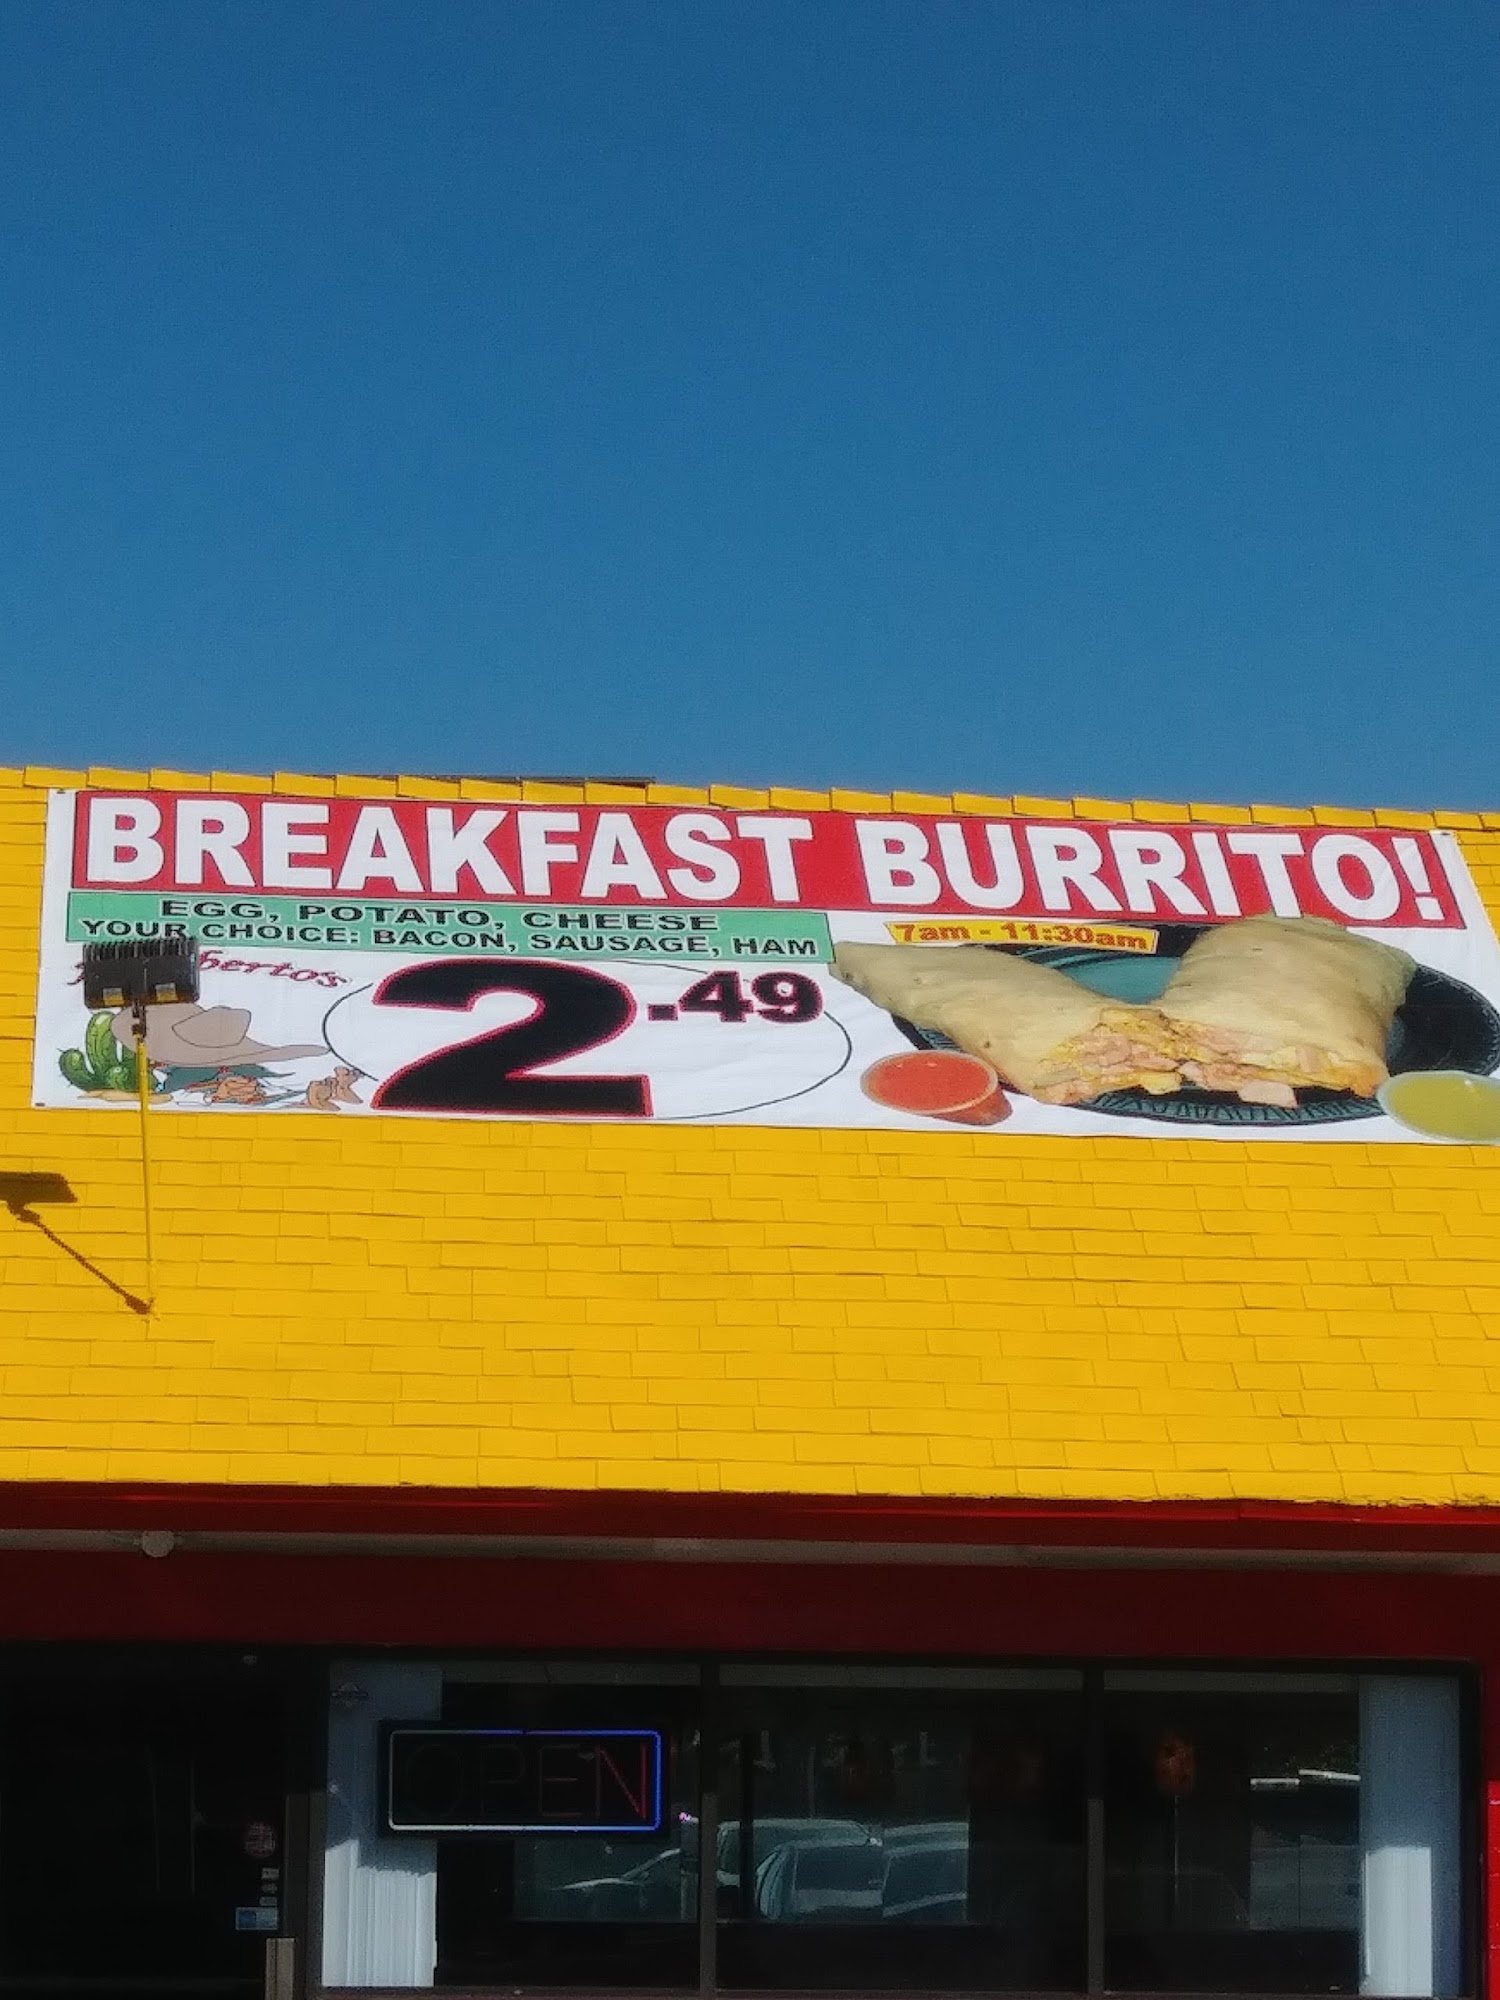 BREAKFAST BURRITO!
EGG, POTATO, CHEESE
YOUR CHOICE: BACON, SAUSAGE, HAM
7am - 11:30am
2.49
OPEN